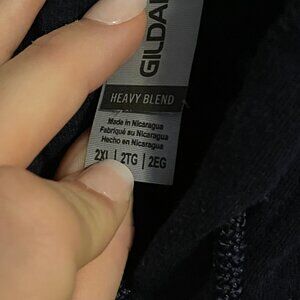 GILDA
HEAVY BLEND
Made in Nicaragua
Fabriqué au Nicaragua
Hecho en Nicaragua
2XL | 2TG | 2EG